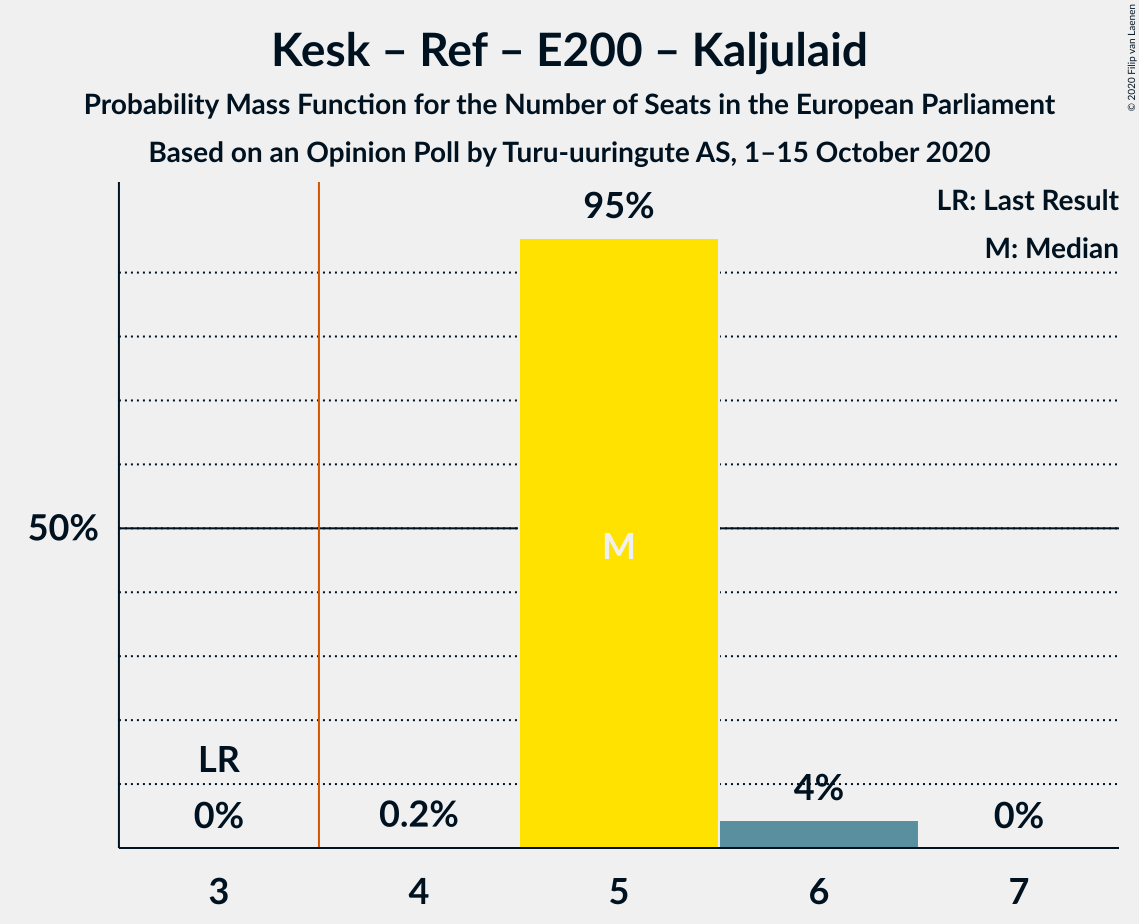 Kesk – Ref – E200 – Kaljulaid
Probability Mass Function for the Number of Seats in the European Parliament
Based on an Opinion Poll by Turu-uuringute AS, 1–15 October 2020
© 2020 Filip van Laenen
LR: Last Result
M: Median
95%
50%
M
LR
0%
0.2%
4%
0%
3
4
5
6
7